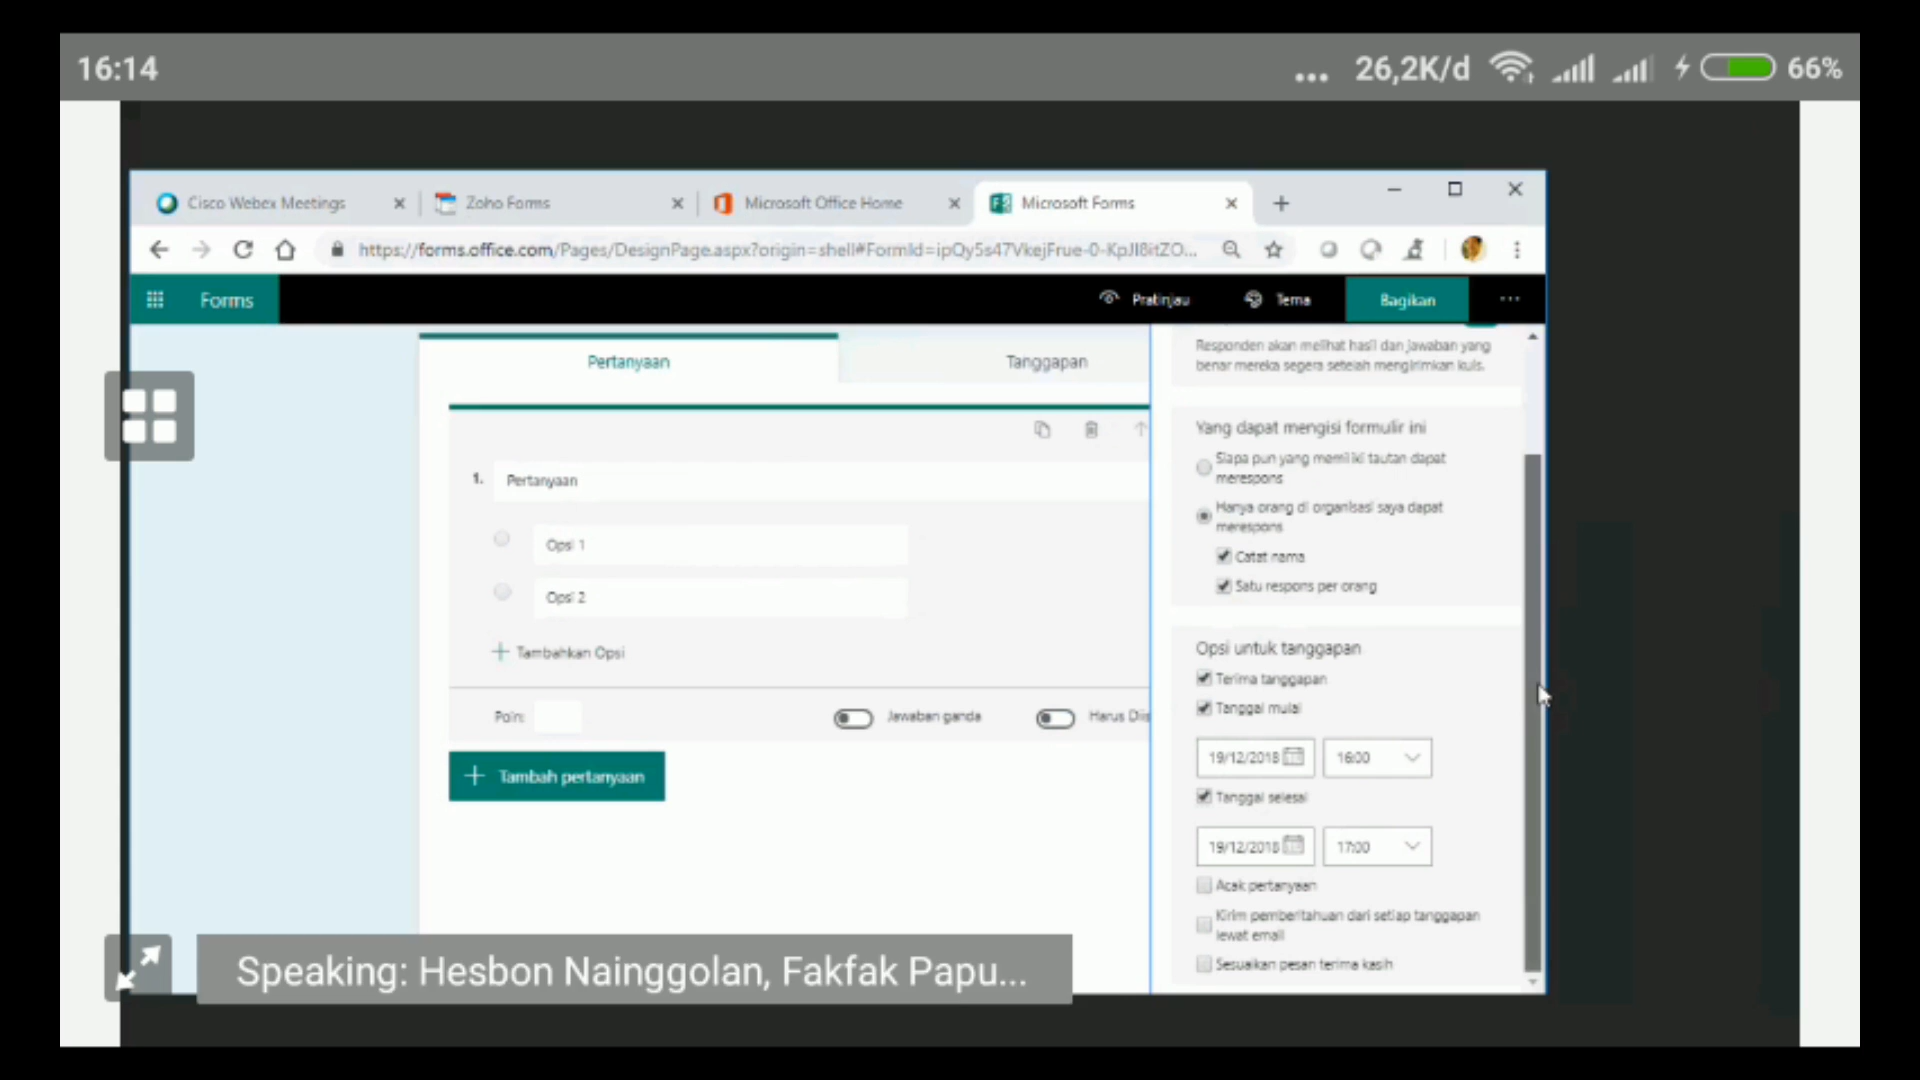 16:14
... 26,2K/d 66%
Cisco Webex Meetings
Zoho Forms
Microsoft Office Home
Microsoft Forms
https://forms.office.com/Pages/DesignPage.aspx?origin=shell#FormId=ipQy5s47VkejFrue-0-KpJI8itZO...
Forms
Pratinjau
Tema
Bagikan
...
Pertanyaan
Tanggapan
1. Pertanyaan
Opsi 1
Opsi 2
+ Tambahkan Opsi
Poin:
Jawaban ganda
Harus Diis
+ Tambah pertanyaan
Responden akan melihat hasil dan jawaban yang
benar mereka segera setelah mengirimkan kuis.
Yang dapat mengisi formulir ini
Siapa pun yang memiliki tautan dapat
merespons
Hanya orang di organisasi saya dapat
merespons
Catat nama
Satu respons per orang
Opsi untuk tanggapan
Terima tanggapan
Tanggal mulai
19/12/2018 16:00
Tanggal selesai
19/12/2018 17:00
Acak pertanyaan
Kirim pemberitahuan dari setiap tanggapan
lewat email
Sesuaikan pesan terima kasih
Speaking: Hesbon Nainggolan, Fakfak Papu...